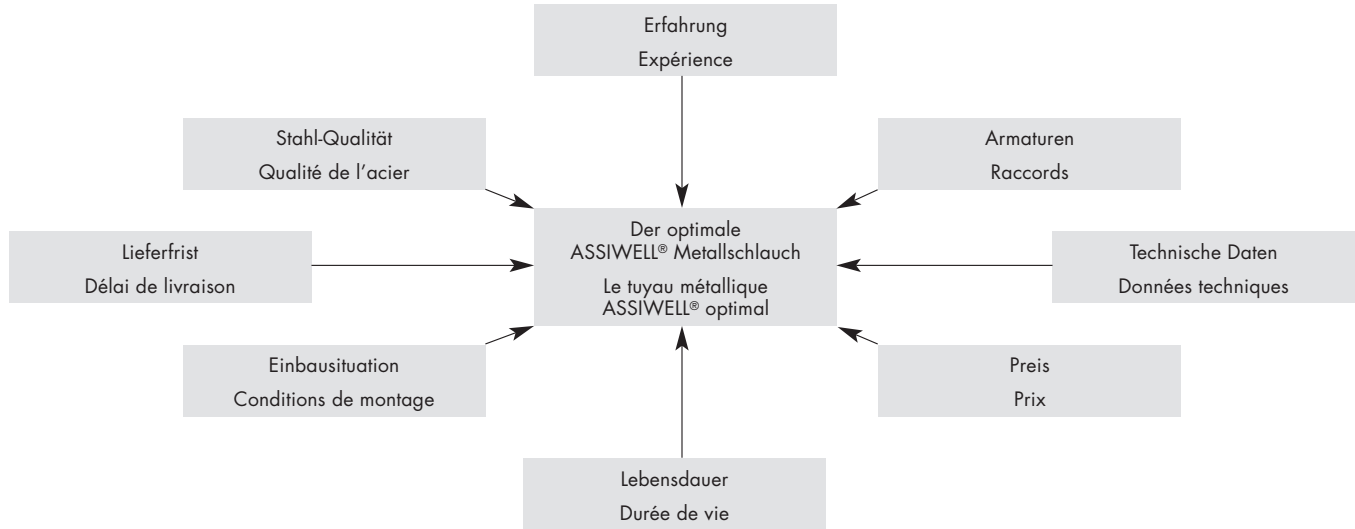 Erfahrung
Expérience
Stahl-Qualität
Qualité de l'acier
Armaturen
Raccords
Der optimale
ASSIWELL® Metallschlauch
Le tuyau métallique
ASSIWELL® optimal
Lieferfrist
Délai de livraison
Technische Daten
Données techniques
Einbausituation
Conditions de montage
Preis
Prix
Lebensdauer
Durée de vie